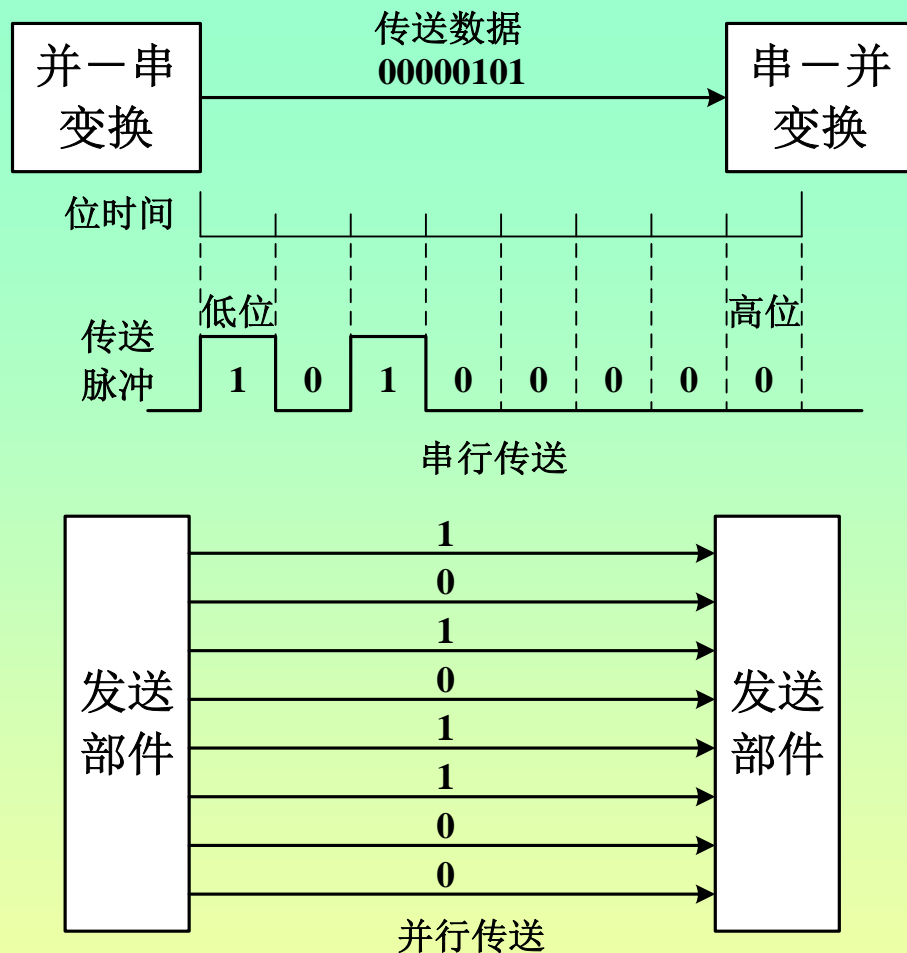 传送数据
00000101
并－串
变换
串－并
变换
位时间
低位
高位
传送
脉冲
1 0 1 0 0 0 0 0
串行传送
1
0
1
0
1
1
0
0
发送
部件
发送
部件
并行传送